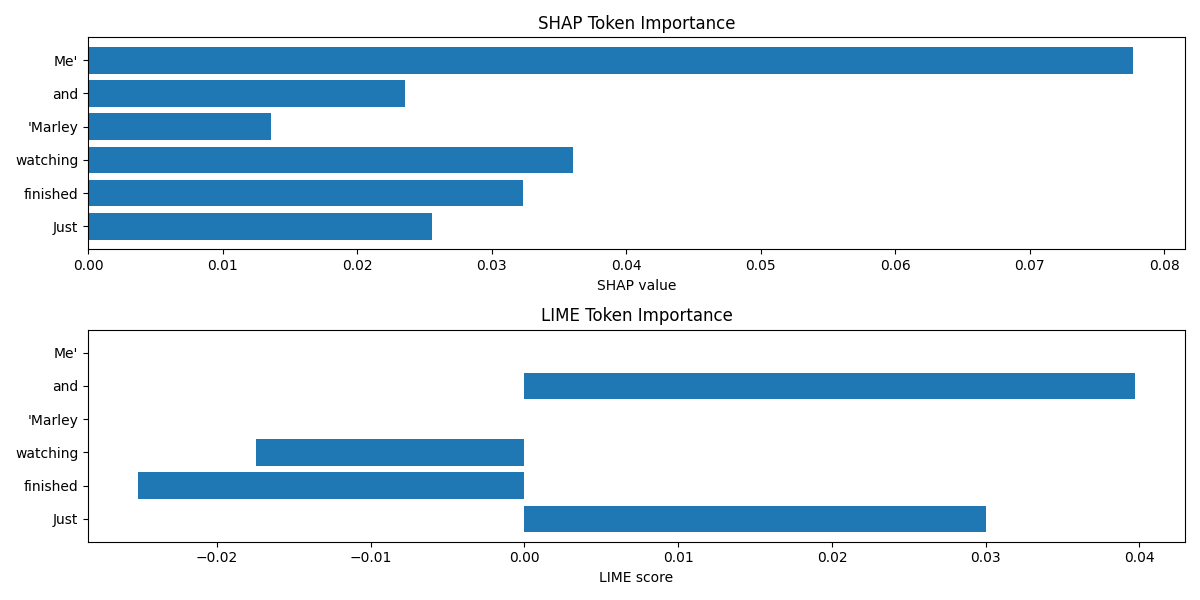 SHAP Token Importance
Me'
and
'Marley
watching
finished
Just
0.00 0.01 0.02 0.03 0.04 0.05 0.06 0.07 0.08
SHAP value
LIME Token Importance
Me'
and
'Marley
watching
finished
Just
−0.02 −0.01 0.00 0.01 0.02 0.03 0.04
LIME score